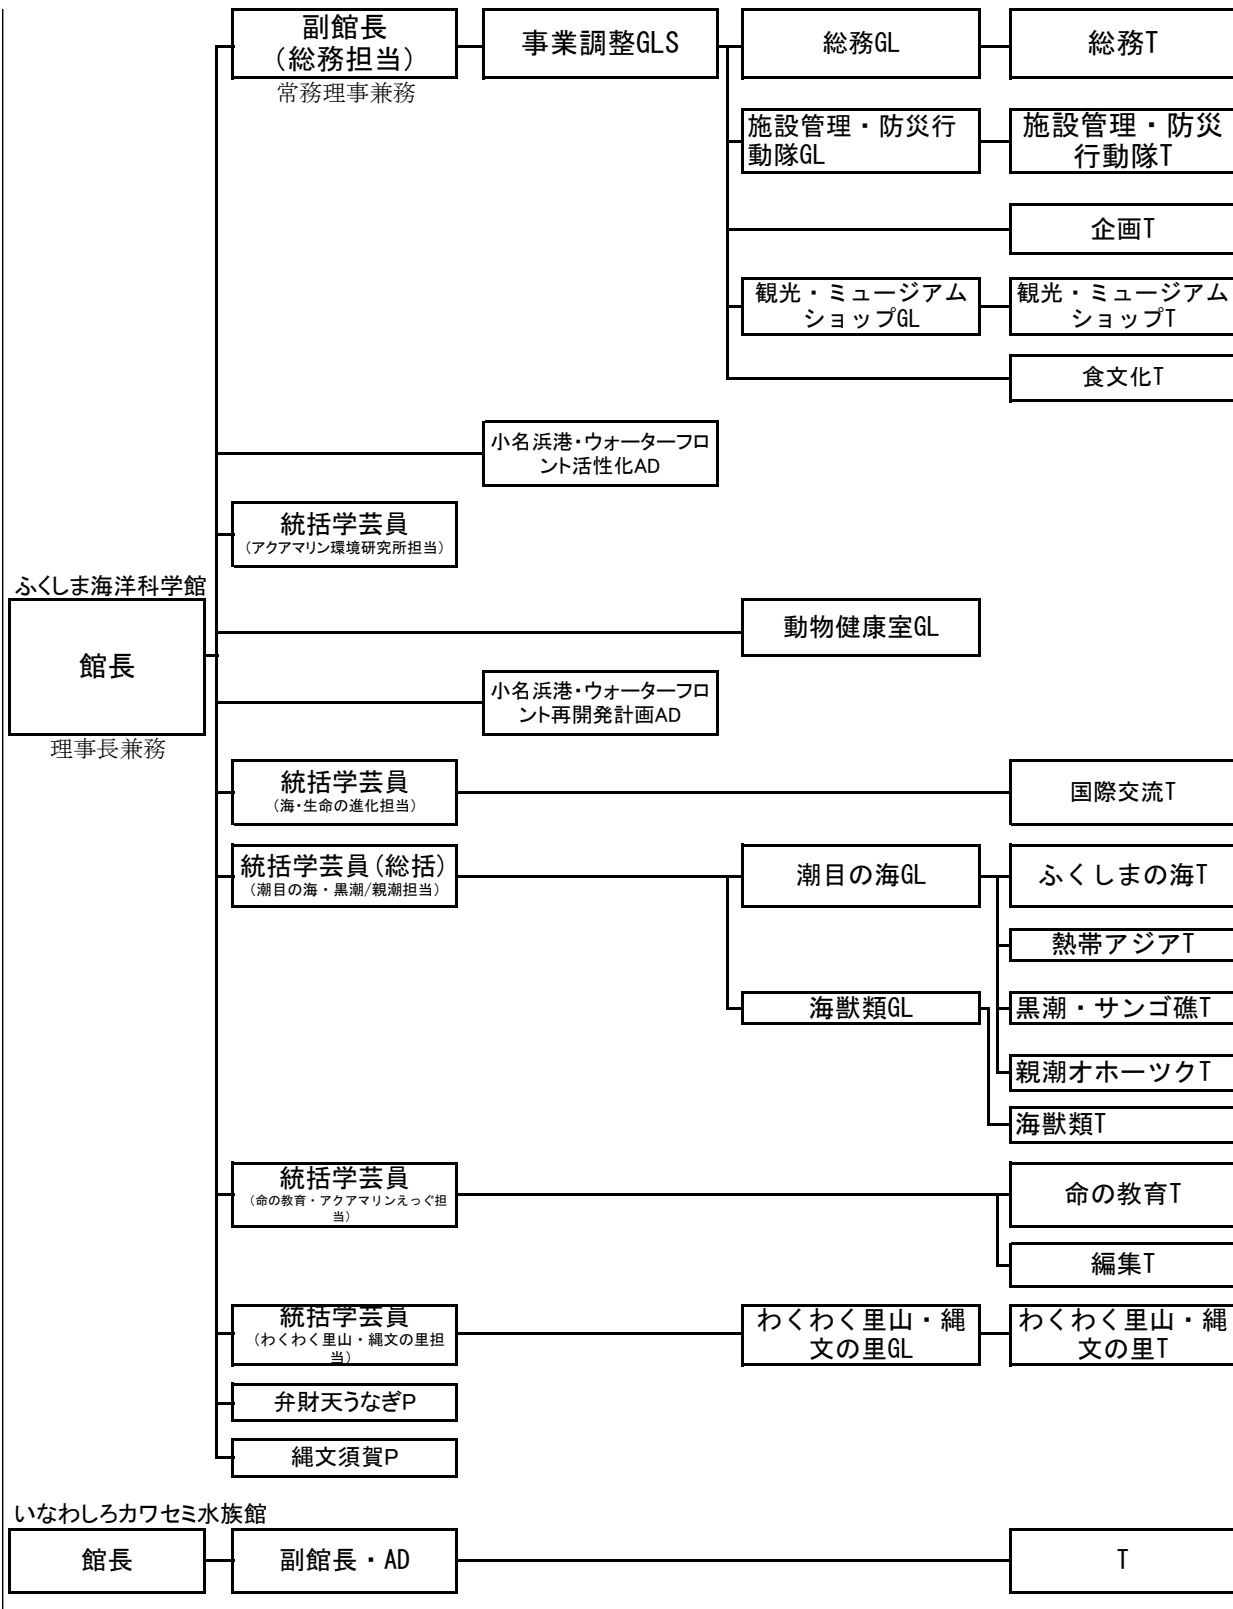 副館長
(総務担当)
常務理事兼務
事業調整GLS
総務GL
総務T
施設管理・防災行
動隊GL
施設管理・防災
行動隊T
企画T
観光・ミュージアム
ショップGL
観光・ミュージアム
ショップT
食文化T
小名浜港・ウォーターフロ
ント活性化AD
統括学芸員
(アクアマリン環境研究所担当)
ふくしま海洋科学館
館長
理事長兼務
動物健康室GL
小名浜港・ウォーターフロ
ント再開発計画AD
統括学芸員
(海・生命の進化担当)
国際交流T
統括学芸員(総括)
(潮目の海・黒潮/親潮担当)
潮目の海GL
ふくしまの海T
熱帯アジアT
海獣類GL
黒潮・サンゴ礁T
親潮オホーツクT
海獣類T
統括学芸員
(命の教育・アクアマリンえっぐ担
当)
命の教育T
編集T
統括学芸員
(わくわく里山・縄文の里担
当)
わくわく里山・縄
文の里GL
わくわく里山・縄
文の里T
弁財天うなぎP
縄文須賀P
いなわしろカワセミ水族館
館長
副館長・AD
T